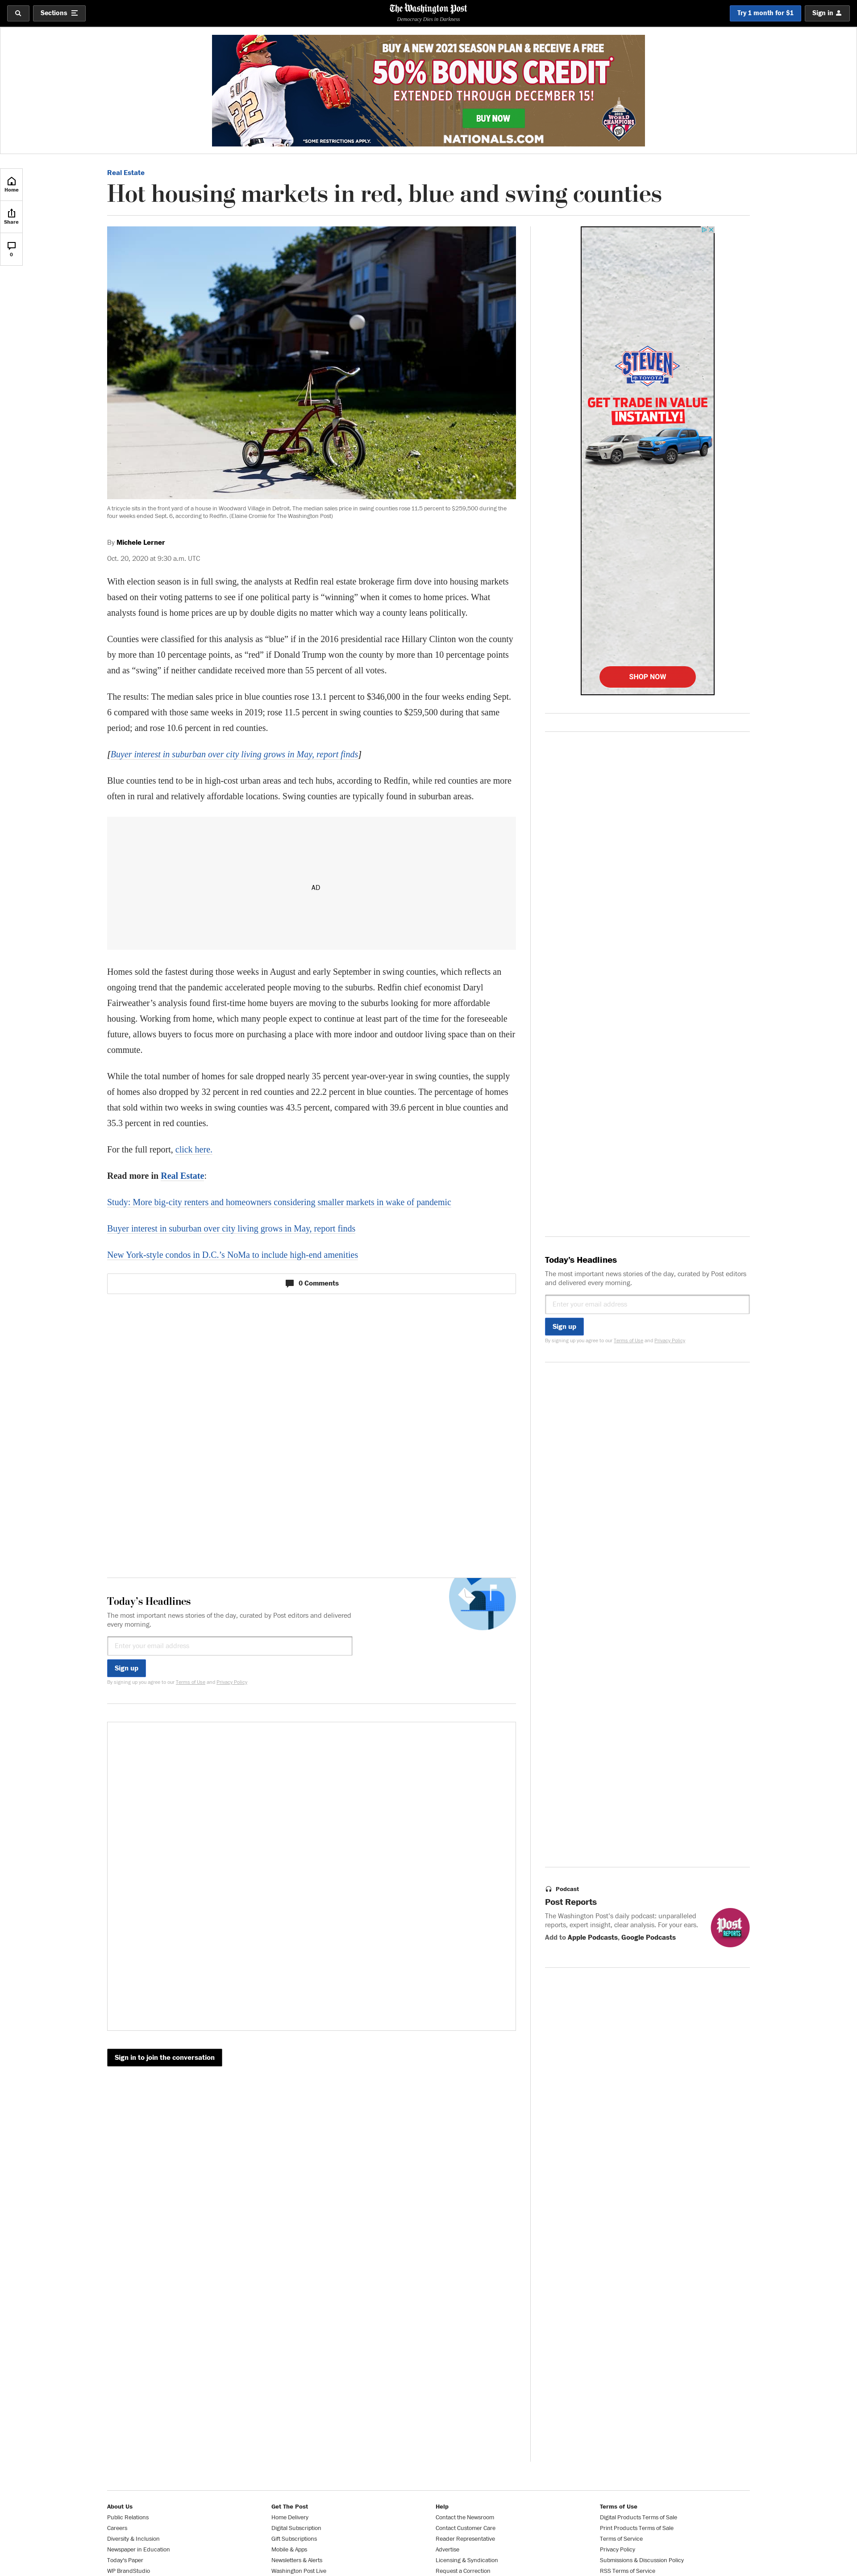 Sections
The Washington Post
Democracy Dies in Darkness
Try 1 month for $1
Sign in
BUY A NEW 2021 SEASON PLAN & RECEIVE A FREE
50% BONUS CREDIT*
EXTENDED THROUGH DECEMBER 15!
BUY NOW
*SOME RESTRICTIONS APPLY.
NATIONALS.COM
WORLD CHAMPIONS
Home
Share
0
Real Estate
Hot housing markets in red, blue and swing counties
A tricycle sits in the front yard of a house in Woodward Village in Detroit. The median sales price in swing counties rose 11.5 percent to $259,500 during the
four weeks ended Sept. 6, according to Redfin. (Elaine Cromie for The Washington Post)
By Michele Lerner
Oct. 20, 2020 at 9:30 a.m. UTC
With election season is in full swing, the analysts at Redfin real estate brokerage firm dove into housing markets
based on their voting patterns to see if one political party is “winning” when it comes to home prices. What
analysts found is home prices are up by double digits no matter which way a county leans politically.
Counties were classified for this analysis as “blue” if in the 2016 presidential race Hillary Clinton won the county
by more than 10 percentage points, as “red” if Donald Trump won the county by more than 10 percentage points
and as “swing” if neither candidate received more than 55 percent of all votes.
The results: The median sales price in blue counties rose 13.1 percent to $346,000 in the four weeks ending Sept.
6 compared with those same weeks in 2019; rose 11.5 percent in swing counties to $259,500 during that same
period; and rose 10.6 percent in red counties.
[Buyer interest in suburban over city living grows in May, report finds]
Blue counties tend to be in high-cost urban areas and tech hubs, according to Redfin, while red counties are more
often in rural and relatively affordable locations. Swing counties are typically found in suburban areas.
AD
Homes sold the fastest during those weeks in August and early September in swing counties, which reflects an
ongoing trend that the pandemic accelerated people moving to the suburbs. Redfin chief economist Daryl
Fairweather’s analysis found first-time home buyers are moving to the suburbs looking for more affordable
housing. Working from home, which many people expect to continue at least part of the time for the foreseeable
future, allows buyers to focus more on purchasing a place with more indoor and outdoor living space than on their
commute.
While the total number of homes for sale dropped nearly 35 percent year-over-year in swing counties, the supply
of homes also dropped by 32 percent in red counties and 22.2 percent in blue counties. The percentage of homes
that sold within two weeks in swing counties was 43.5 percent, compared with 39.6 percent in blue counties and
35.3 percent in red counties.
For the full report, click here.
Read more in Real Estate:
Study: More big-city renters and homeowners considering smaller markets in wake of pandemic
Buyer interest in suburban over city living grows in May, report finds
New York-style condos in D.C.’s NoMa to include high-end amenities
0 Comments
Today’s Headlines
The most important news stories of the day, curated by Post editors and delivered
every morning.
Enter your email address
Sign up
By signing up you agree to our Terms of Use and Privacy Policy
Sign in to join the conversation
STEVEN
TOYOTA
GET TRADE IN VALUE
INSTANTLY!
SHOP NOW
Today’s Headlines
The most important news stories of the day, curated by Post editors
and delivered every morning.
Enter your email address
Sign up
By signing up you agree to our Terms of Use and Privacy Policy
Podcast
Post Reports
The Washington Post's daily podcast: unparalleled
reports, expert insight, clear analysis. For your ears.
Add to Apple Podcasts, Google Podcasts
Post
REPORTS
About Us
Public Relations
Careers
Diversity & Inclusion
Newspaper in Education
Today's Paper
WP BrandStudio
Get The Post
Home Delivery
Digital Subscription
Gift Subscriptions
Mobile & Apps
Newsletters & Alerts
Washington Post Live
Help
Contact the Newsroom
Contact Customer Care
Reader Representative
Advertise
Licensing & Syndication
Request a Correction
Terms of Use
Digital Products Terms of Sale
Print Products Terms of Sale
Terms of Service
Privacy Policy
Submissions & Discussion Policy
RSS Terms of Service